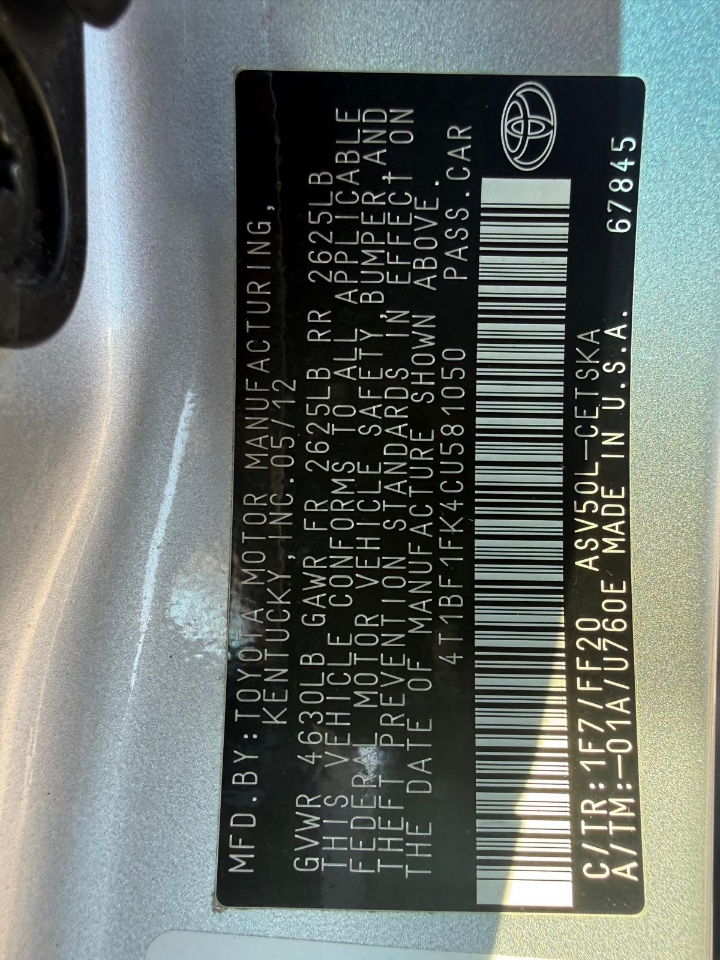 MFD.BY:TOYOTA MOTOR MANUFACTURING,
KENTUCKY, INC.05/12
GVWR 4630LB GAWR FR 2625LB RR 2625LB
THIS VEHICLE CONFORMS TO ALL APPLICABLE
FEDERAL MOTOR VEHICLE SAFETY, BUMPER, AND
THEFT PREVENTION STANDARDS IN EFFECT ON
THE DATE OF MANUFACTURE SHOWN ABOVE.
4T1BF1FK4CU581050 PASS.CAR
C/TR:1F7/FF20 ASV50L-CETSKA
A/TM:-01A/U760E MADE IN U.S.A. 67845